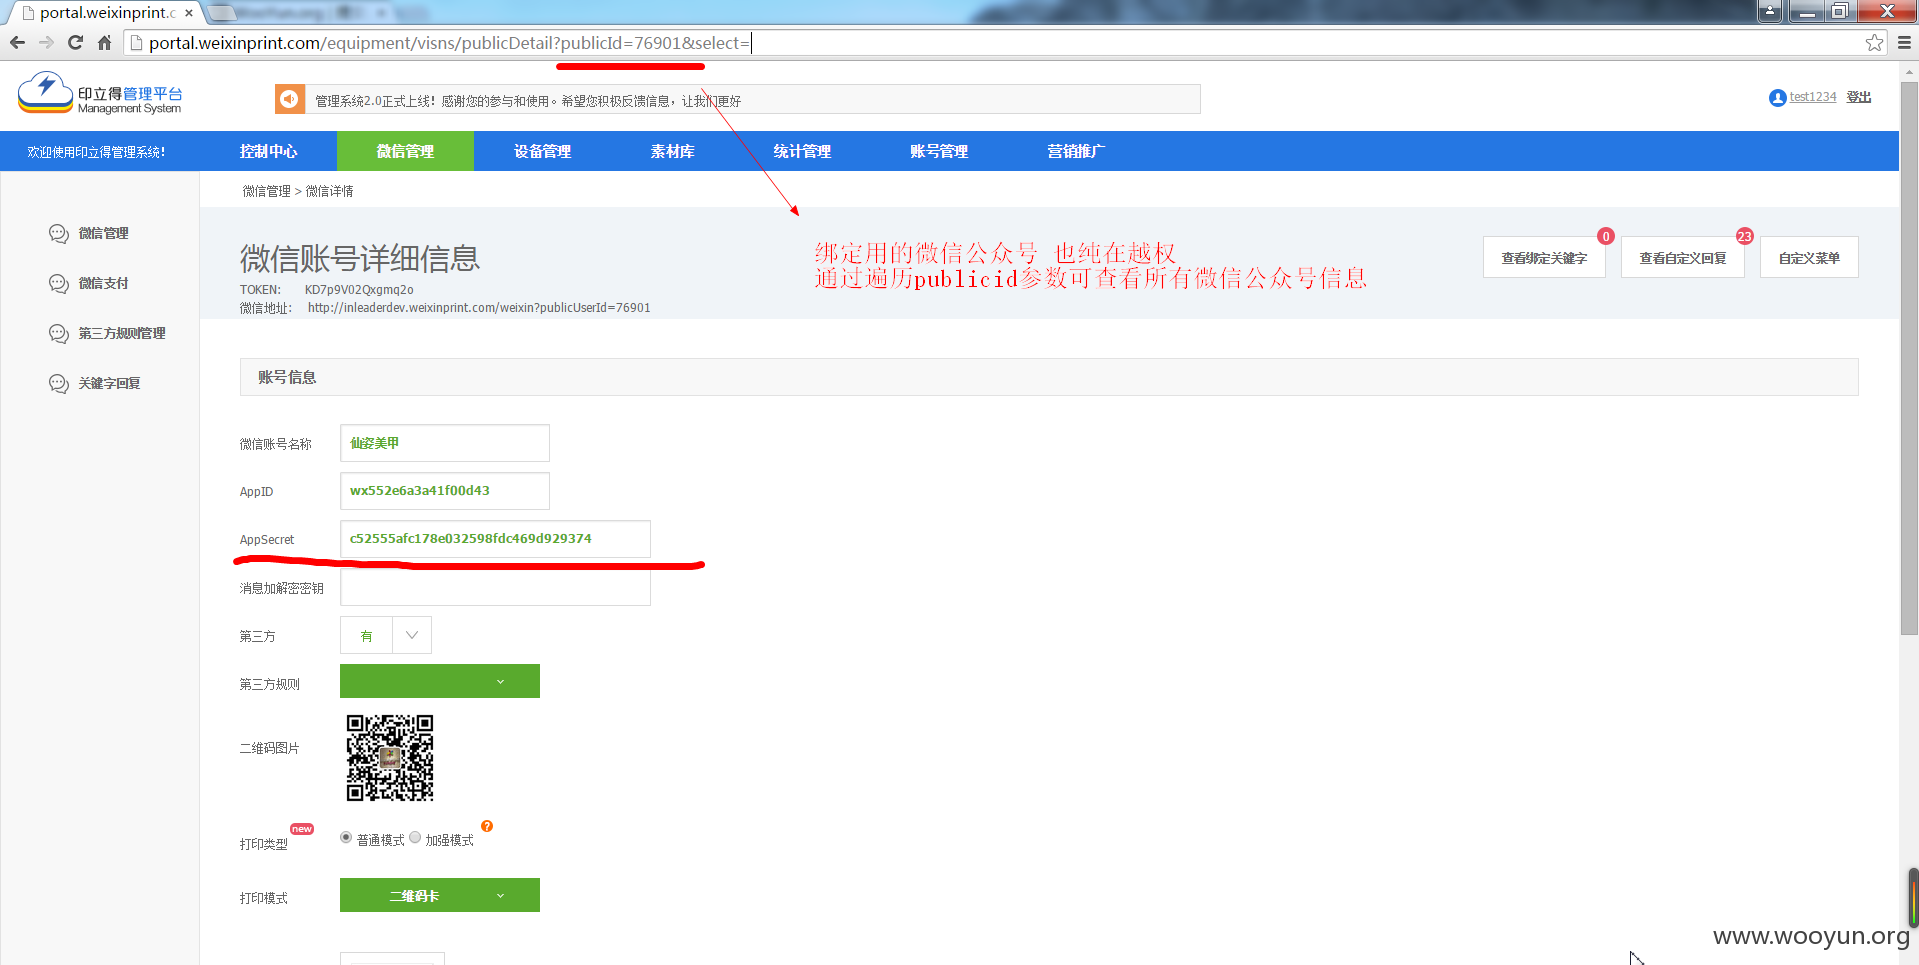 portal.weixinprint.c
portal.weixinprint.com/equipment/visns/publicDetail?publicId=76901&select=
印立得管理平台
Management System
管理系统2.0正式上线！感谢您的参与和使用。希望您积极反馈信息，让我们更好
test1234 登出
欢迎使用印立得管理系统！
控制中心 微信管理 设备管理 素材库 统计管理 账号管理 营销推广
微信管理 > 微信详情
微信管理
微信支付
第三方规则管理
关键字回复
微信账号详细信息
TOKEN: KD7p9V02Qxgmq2o
微信地址： http://inleaderdev.weixinprint.com/weixin?publicUserId=76901
绑定用的微信公众号 也纯在越权
通过遍历publicid参数可查看所有微信公众号信息
查看绑定关键字 0
查看自定义回复 23
自定义菜单
账号信息
微信账号名称 仙姿美甲
AppID wx552e6a3a41f00d43
AppSecret c52555afc178e032598fdc469d929374
消息加解密密钥
第三方 有
第三方规则
二维码图片
打印类型 new 普通模式 加强模式 ?
打印模式 二维码卡
www.wooyun.org